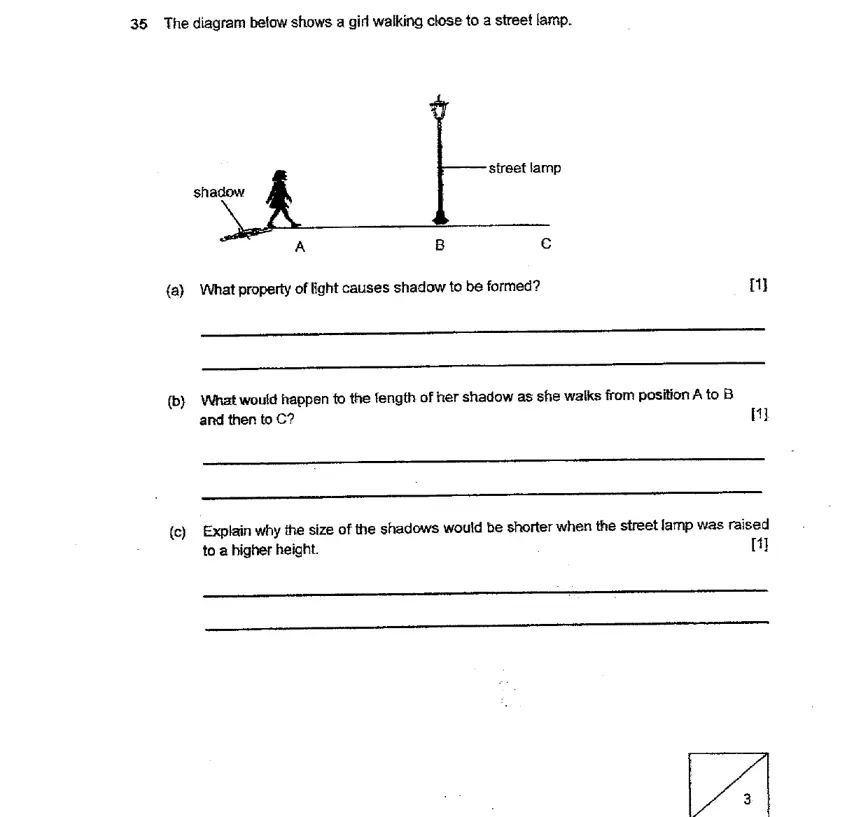 35 The diagram below shows a girl walking close to a street lamp.
street lamp
shadow
A B C
(a) What property of light causes shadow to be formed? [1]
(b) What would happen to the length of her shadow as she walks from position A to B
and then to C? [1]
(c) Explain why the size of the shadows would be shorter when the street lamp was raised
to a higher height. [1]
3